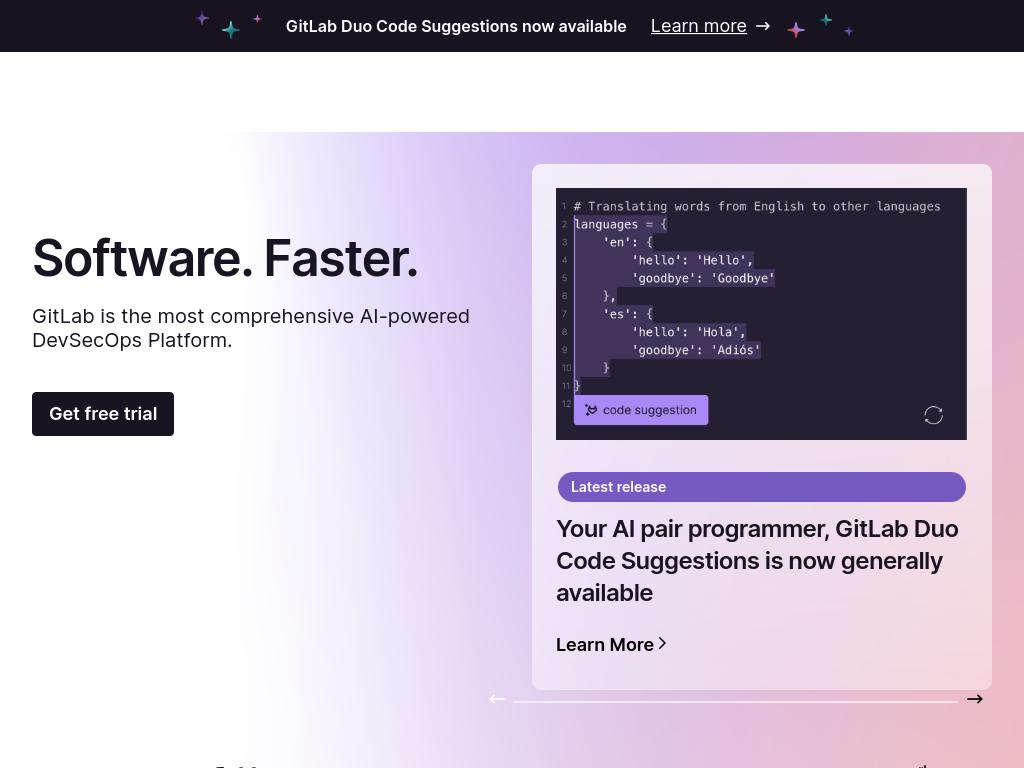 GitLab Duo Code Suggestions now available Learn more →
Software. Faster.
GitLab is the most comprehensive AI-powered
DevSecOps Platform.
Get free trial
1 # Translating words from English to other languages
2 languages = {
3     'en': {
4         'hello': 'Hello',
5         'goodbye': 'Goodbye'
6     },
7     'es': {
8         'hello': 'Hola',
9         'goodbye': 'Adiós'
10     }
11 }
12
code suggestion
Latest release
Your AI pair programmer, GitLab Duo
Code Suggestions is now generally
available
Learn More